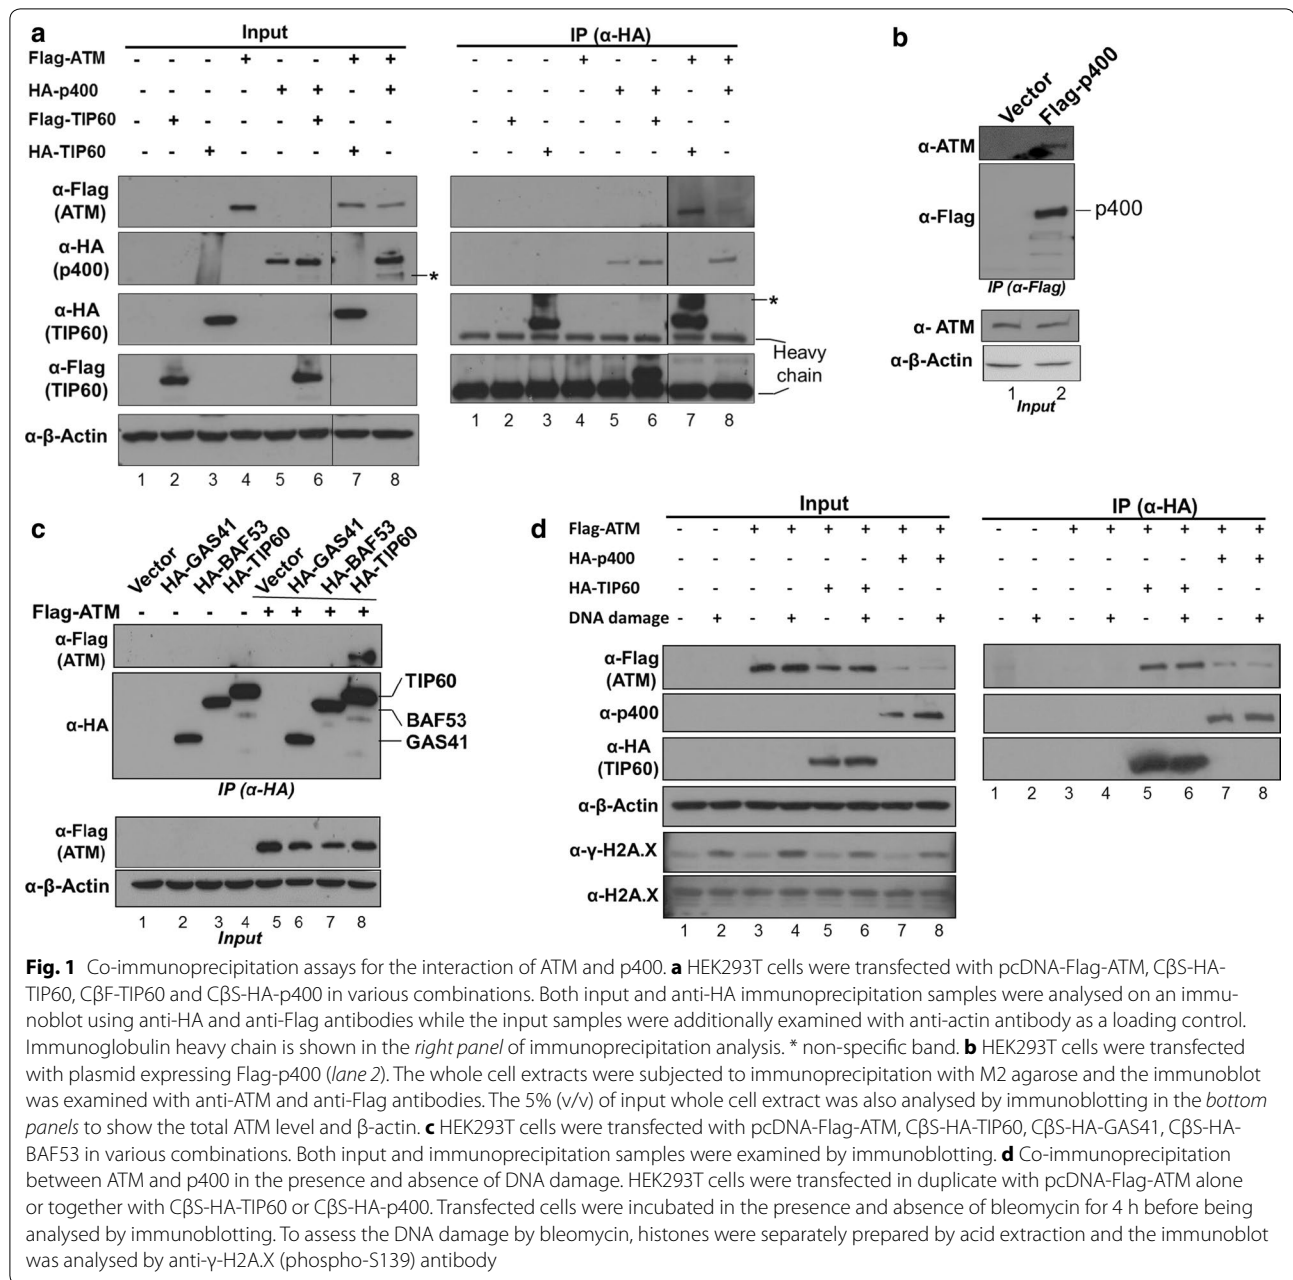 a
Input
Flag-ATM - - - + - - + +
HA-p400 - - - - + + - +
Flag-TIP60 - + - - - + - -
HA-TIP60 - - + - - - + -
α-Flag
(ATM)
α-HA
(p400)
*
α-HA
(TIP60)
α-Flag
(TIP60)
α-β-Actin
1 2 3 4 5 6 7 8
IP (α-HA)
- - - + - - + +
- - - - + + - +
- + - - - + - -
- - + - - - + -
*
Heavy
chain
1 2 3 4 5 6 7 8
b
Vector
Flag-p400
α-ATM
α-Flag
p400
IP (α-Flag)
α- ATM
α-β-Actin
1 2
Input
c
Vector
HA-GAS41
HA-BAF53
HA-TIP60
Vector
HA-GAS41
HA-BAF53
HA-TIP60
Flag-ATM - - - - + + + +
α-Flag
(ATM)
α-HA
TIP60
BAF53
GAS41
IP (α-HA)
α-Flag
(ATM)
α-β-Actin
1 2 3 4 5 6 7 8
Input
d
Input
Flag-ATM - - + + + + + +
HA-p400 - - - - - - + +
HA-TIP60 - - - - + + - -
DNA damage - + - + - + - +
α-Flag
(ATM)
α-p400
α-HA
(TIP60)
α-β-Actin
α-γ-H2A.X
α-H2A.X
1 2 3 4 5 6 7 8
IP (α-HA)
- - + + + + + +
- - - - - - + +
- - - - + + - -
- + - + - + - +
1 2 3 4 5 6 7 8
Fig. 1 Co-immunoprecipitation assays for the interaction of ATM and p400. a HEK293T cells were transfected with pcDNA-Flag-ATM, CβS-HA-
TIP60, CβF-TIP60 and CβS-HA-p400 in various combinations. Both input and anti-HA immunoprecipitation samples were analysed on an immu-
noblot using anti-HA and anti-Flag antibodies while the input samples were additionally examined with anti-actin antibody as a loading control.
Immunoglobulin heavy chain is shown in the right panel of immunoprecipitation analysis. * non-specific band. b HEK293T cells were transfected
with plasmid expressing Flag-p400 (lane 2). The whole cell extracts were subjected to immunoprecipitation with M2 agarose and the immunoblot
was examined with anti-ATM and anti-Flag antibodies. The 5% (v/v) of input whole cell extract was also analysed by immunoblotting in the bottom
panels to show the total ATM level and β-actin. c HEK293T cells were transfected with pcDNA-Flag-ATM, CβS-HA-TIP60, CβS-HA-GAS41, CβS-HA-
BAF53 in various combinations. Both input and immunoprecipitation samples were examined by immunoblotting. d Co-immunoprecipitation
between ATM and p400 in the presence and absence of DNA damage. HEK293T cells were transfected in duplicate with pcDNA-Flag-ATM alone
or together with CβS-HA-TIP60 or CβS-HA-p400. Transfected cells were incubated in the presence and absence of bleomycin for 4 h before being
analysed by immunoblotting. To assess the DNA damage by bleomycin, histones were separately prepared by acid extraction and the immunoblot
was analysed by anti-γ-H2A.X (phospho-S139) antibody